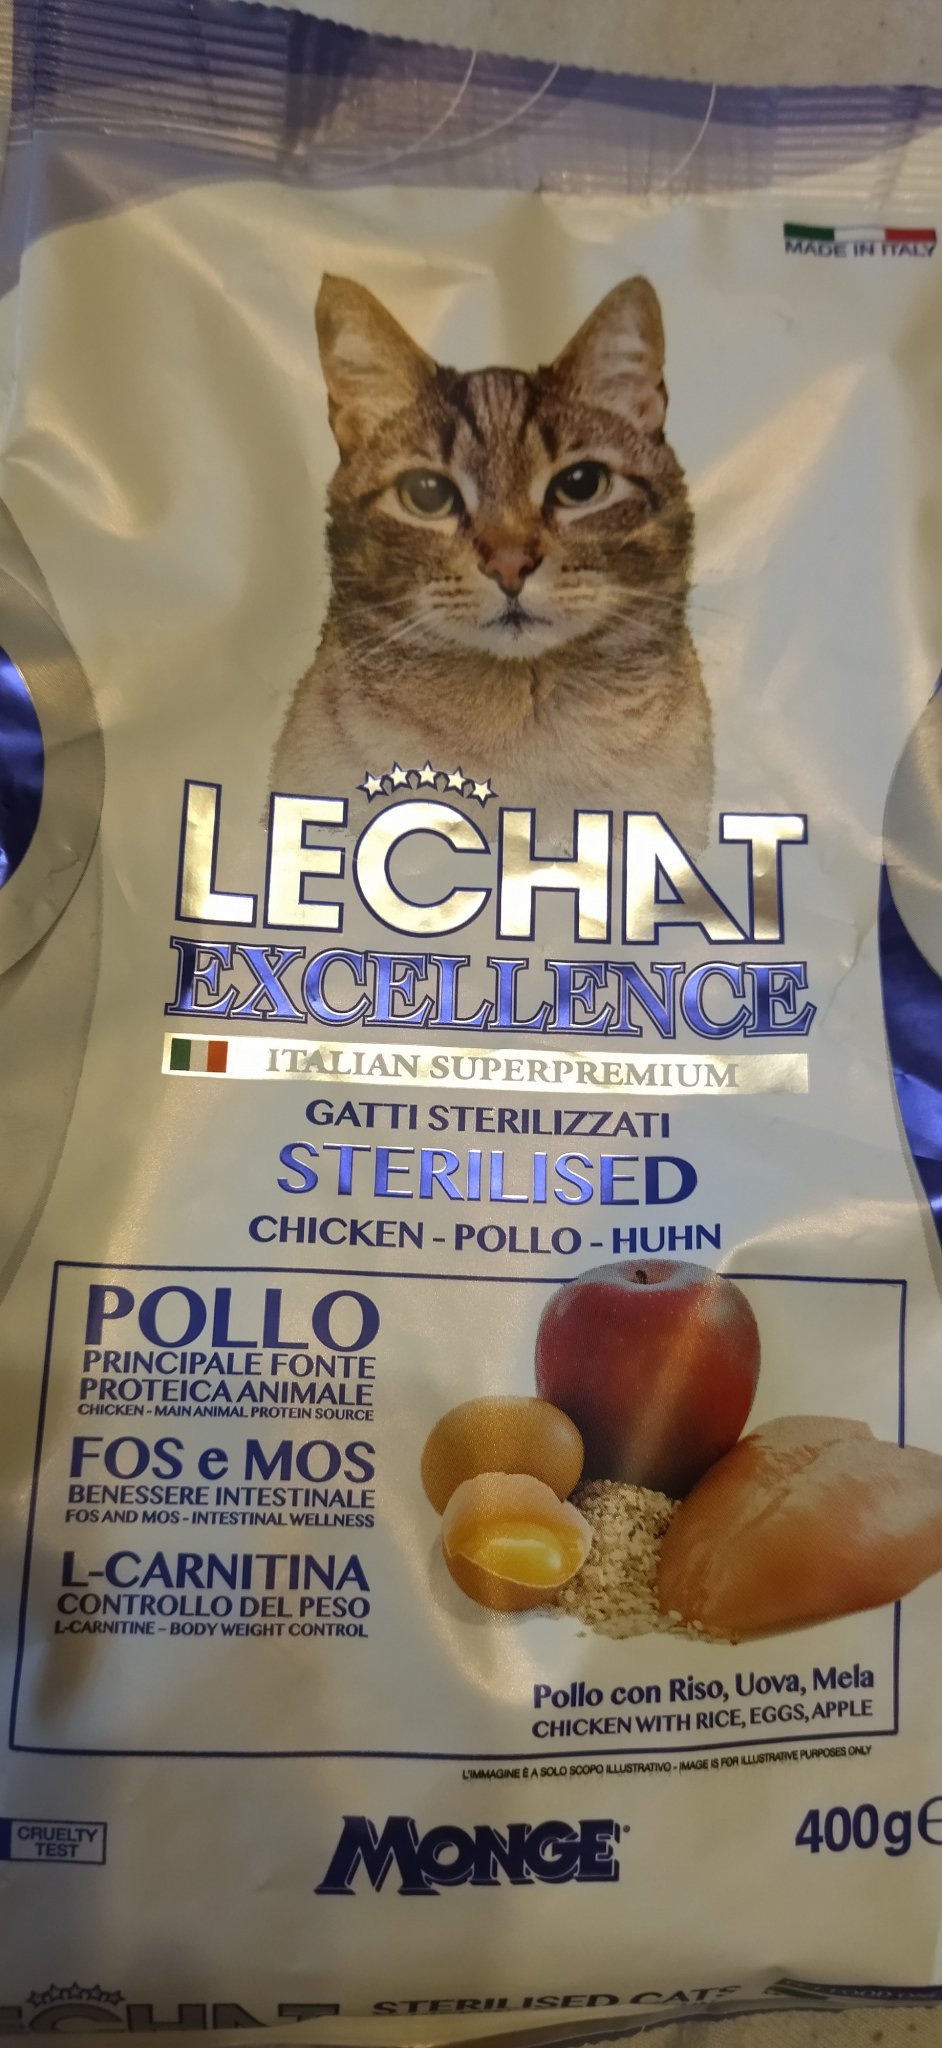 MADE IN ITALY
LECHAT
EXCELLENCE
ITALIAN SUPERPREMIUM
GATTI STERILIZZATI
STERILISED
CHICKEN - POLLO - HUHN
POLLO
PRINCIPALE FONTE
PROTEICA ANIMALE
CHICKEN - MAIN ANIMAL PROTEIN SOURCE
FOS e MOS
BENESSERE INTESTINALE
FOS AND MOS - INTESTINAL WELLNESS
L-CARNITINA
CONTROLLO DEL PESO
L-CARNITINE – BODY WEIGHT CONTROL
Pollo con Riso, Uova, Mela
CHICKEN WITH RICE, EGGS, APPLE
L'IMMAGINE È A SOLO SCOPO ILLUSTRATIVO - IMAGE IS FOR ILLUSTRATIVE PURPOSES ONLY
CRUELTY
TEST
MONGE
400g℮
LECHAT STERILISED CATS